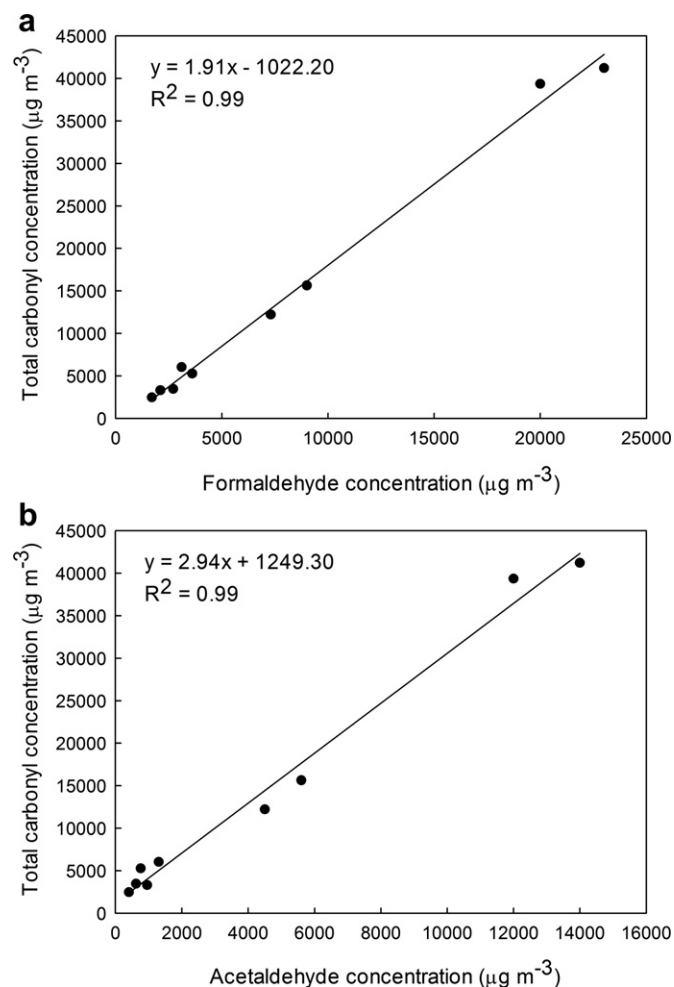 a
45000
40000
35000
30000
25000
20000
15000
10000
5000
0
Total carbonyl concentration (μg m⁻³)
y = 1.91x - 1022.20
R² = 0.99
0 5000 10000 15000 20000 25000
Formaldehyde concentration (μg m⁻³)
b
45000
40000
35000
30000
25000
20000
15000
10000
5000
0
Total carbonyl concentration (μg m⁻³)
y = 2.94x + 1249.30
R² = 0.99
0 2000 4000 6000 8000 10000 12000 14000 16000
Acetaldehyde concentration (μg m⁻³)